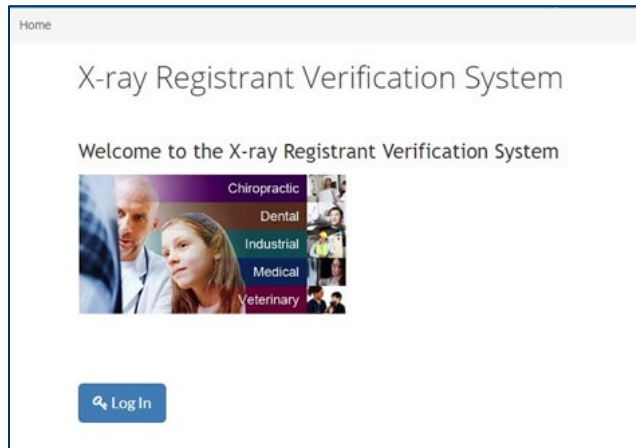 Home
X-ray Registrant Verification System
Welcome to the X-ray Registrant Verification System
Chiropractic
Dental
Industrial
Medical
Veterinary
Log In